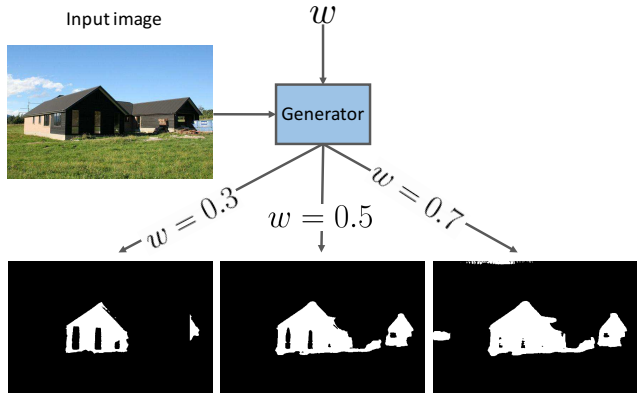 Input image
w
Generator
w = 0.3
w = 0.5
w = 0.7